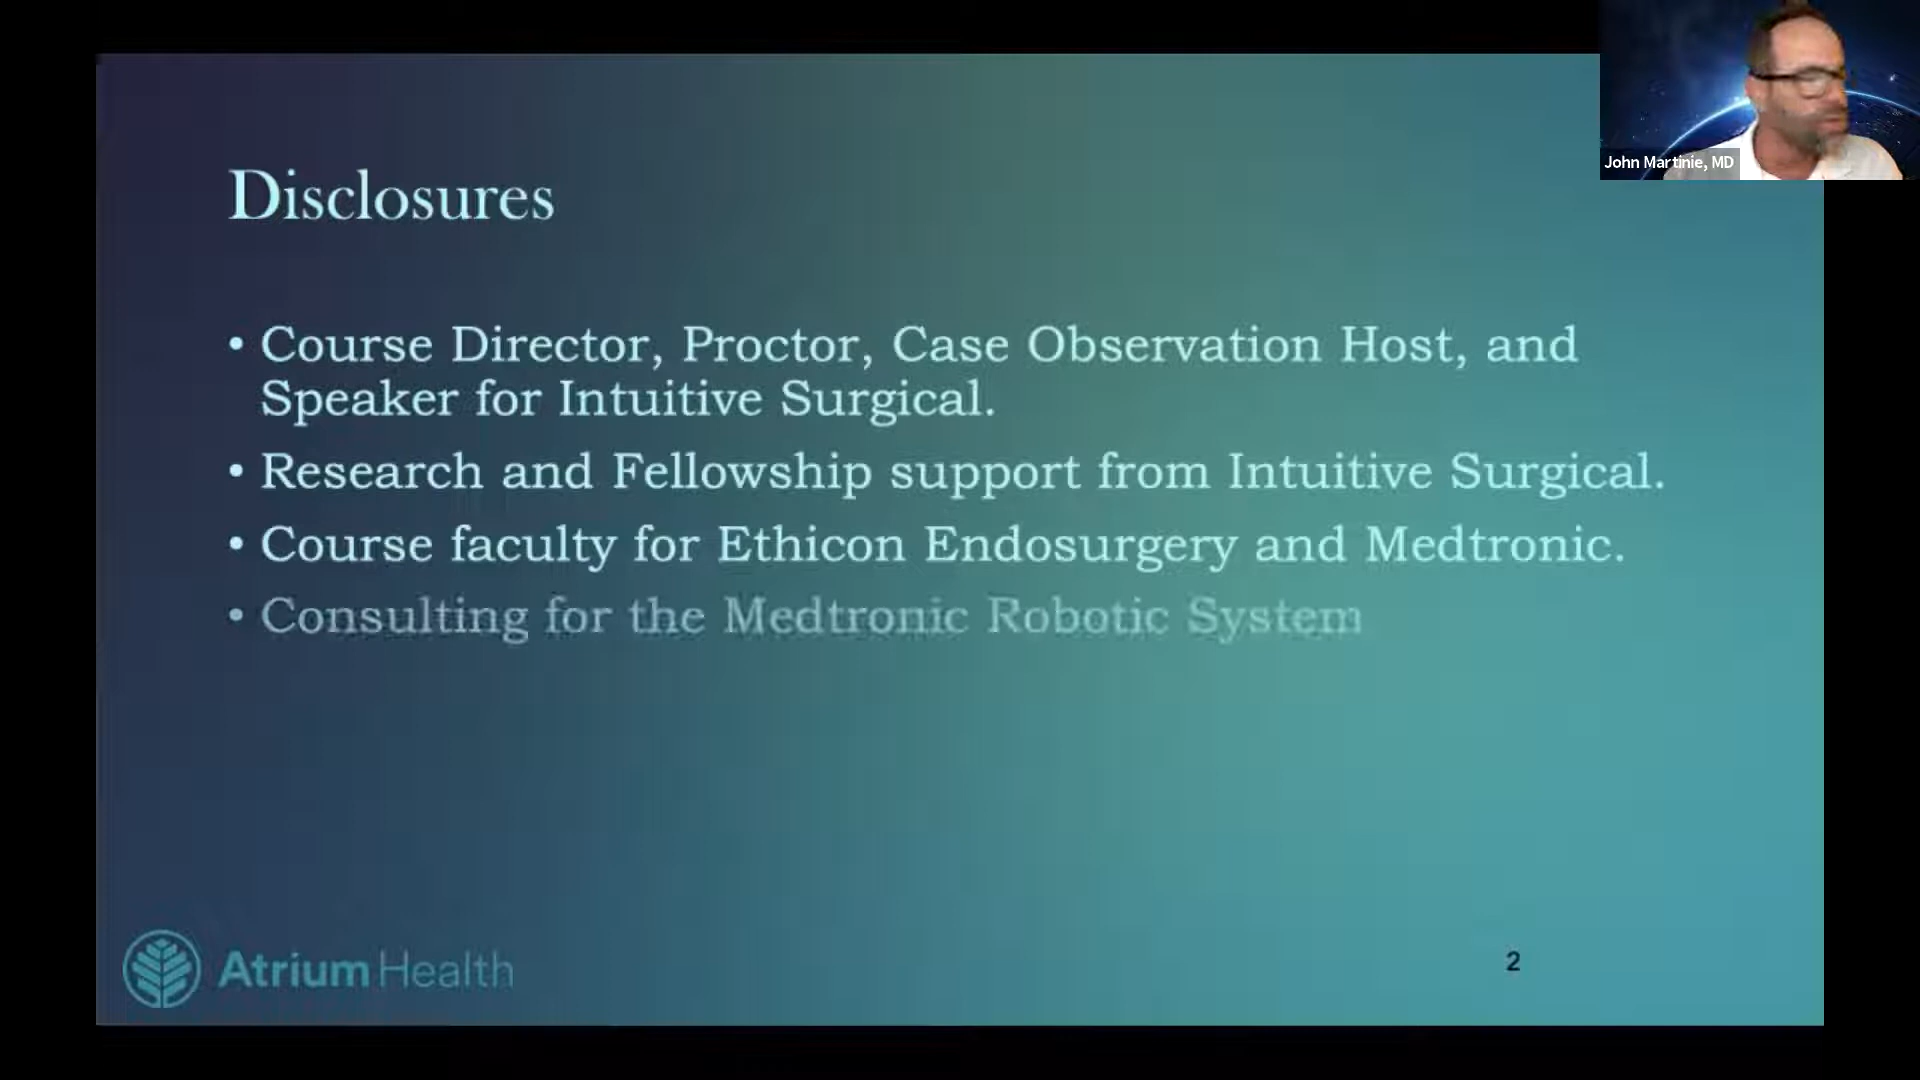 John Martinie, MD
Disclosures
• Course Director, Proctor, Case Observation Host, and
Speaker for Intuitive Surgical.
• Research and Fellowship support from Intuitive Surgical.
• Course faculty for Ethicon Endosurgery and Medtronic.
• Consulting for the Medtronic Robotic System
Atrium Health
2